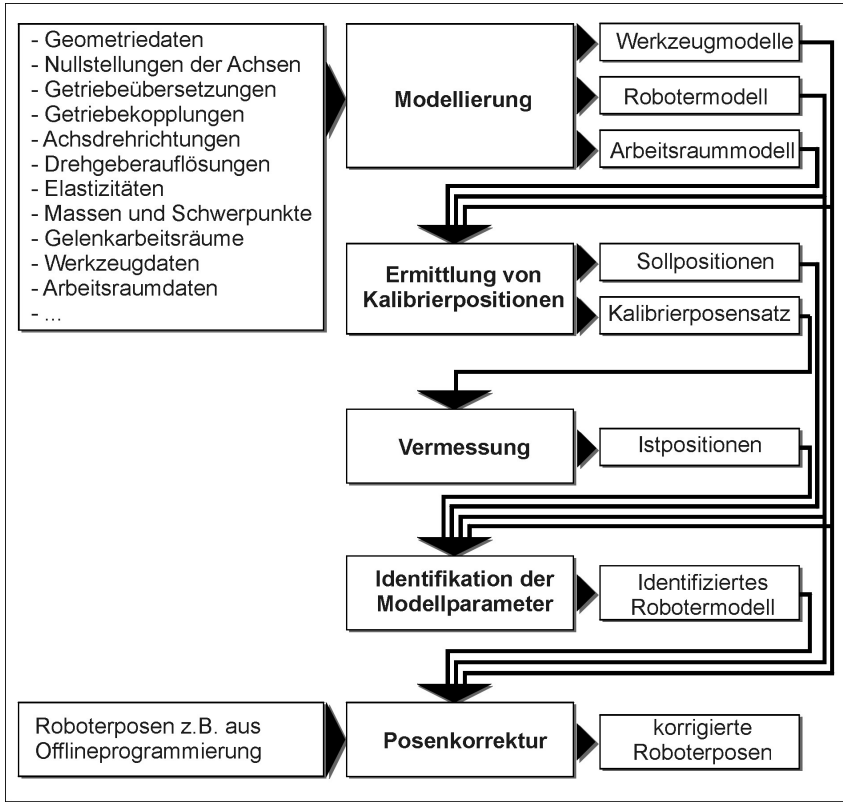 - Geometriedaten
- Nullstellungen der Achsen
- Getriebeübersetzungen
- Getriebekopplungen
- Achsdrehrichtungen
- Drehgeberauflösungen
- Elastizitäten
- Massen und Schwerpunkte
- Gelenkarbeitsräume
- Werkzeugdaten
- Arbeitsraumdaten
- ...
Modellierung
Werkzeugmodelle
Robotermodell
Arbeitsraummodell
Ermittlung von
Kalibrierpositionen
Sollpositionen
Kalibrierposensatz
Vermessung
Istpositionen
Identifikation der
Modellparameter
Identifiziertes
Robotermodell
Roboterposen z.B. aus
Offlineprogrammierung
Posenkorrektur
korrigierte
Roboterposen